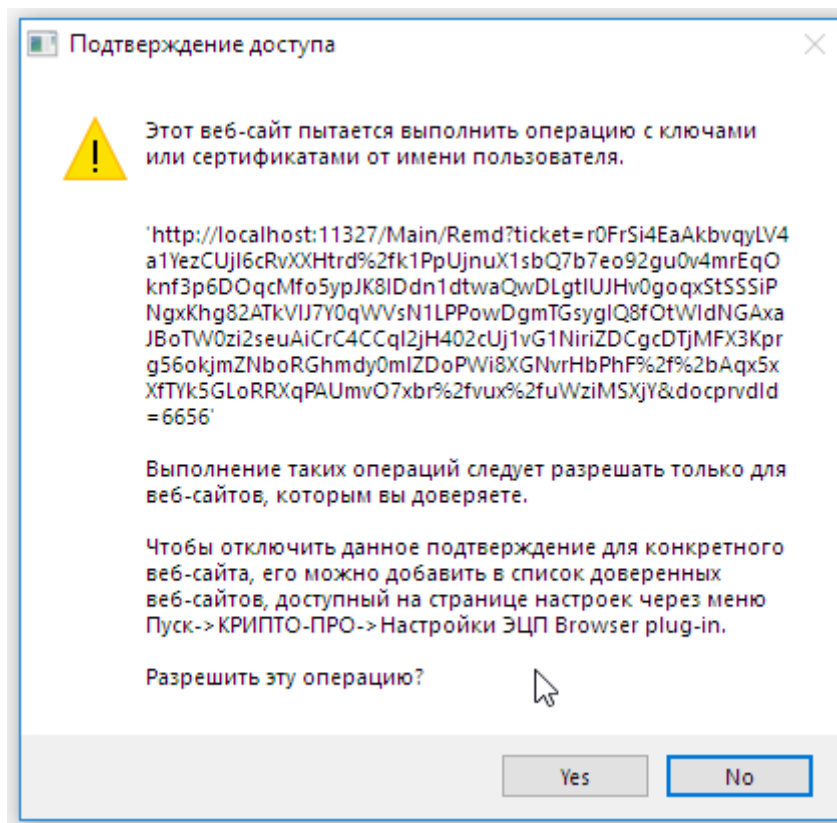 Подтверждение доступа
Этот веб-сайт пытается выполнить операцию с ключами
или сертификатами от имени пользователя.
'http://localhost:11327/Main/Remd?ticket=r0FrSi4EaAkbvqyLV4
a1YezCUjI6cRvXXHtrd%2fk1PpUjnuX1sbQ7b7eo92gu0v4mrEqO
knf3p6DOqcMfo5ypJK8IDdn1dtwaQwDLgtIUJHv0goqxStSSSiP
NgxKhg82ATkVIJ7Y0qWVsN1LPPowDgmTGsygIQ8fOtWIdNGAxa
JBoTW0zi2seuAiCrC4CCqI2jH402cUj1vG1NiriZDCgcDTjMFX3Kpr
g56okjmZNboRGhmdy0mIZDoPWi8XGNvrHbPhF%2f%2bAqx5x
XfTYk5GLoRRXqPAUmvO7xbr%2fvux%2fuWziMSXjY&docprvdId
=6656'
Выполнение таких операций следует разрешать только для
веб-сайтов, которым вы доверяете.
Чтобы отключить данное подтверждение для конкретного
веб-сайта, его можно добавить в список доверенных
веб-сайтов, доступный на странице настроек через меню
Пуск->КРИПТО-ПРО->Настройки ЭЦП Browser plug-in.
Разрешить эту операцию?
Yes
No